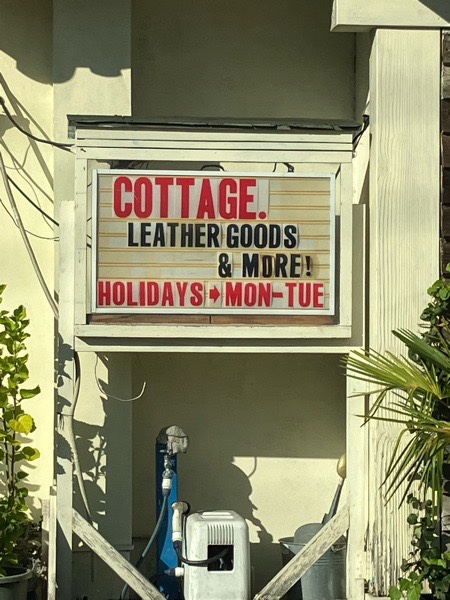 COTTAGE.
LEATHER GOODS
& MORE!
HOLIDAYS → MON-TUE